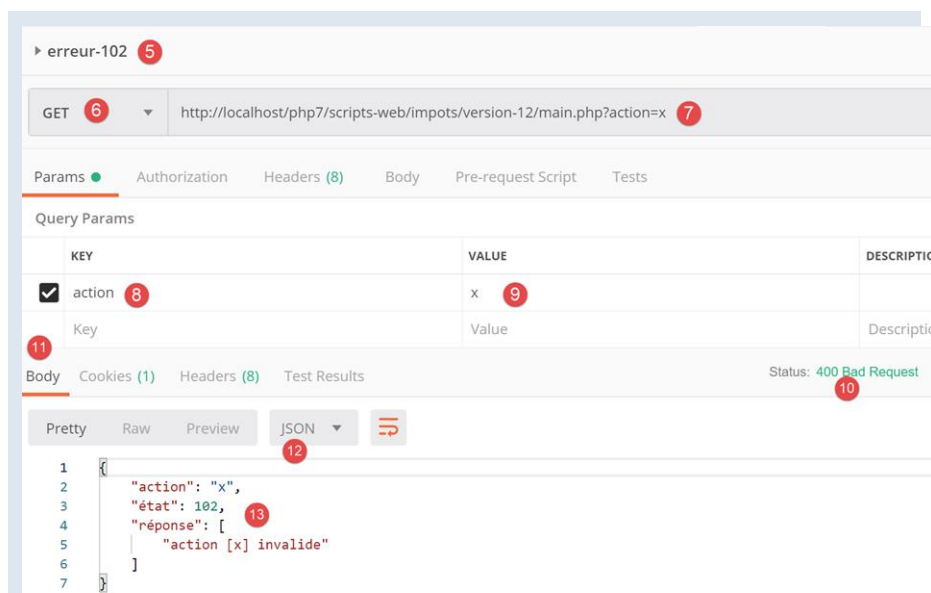 erreur-102 5
GET 6 http://localhost/php7/scripts-web/impots/version-12/main.php?action=x 7
Params Authorization Headers (8) Body Pre-request Script Tests
Query Params
KEY VALUE DESCRIPTIO
action 8 x 9
Key Value Descriptio
11
Body Cookies (1) Headers (8) Test Results Status: 400 Bad Request
10
Pretty Raw Preview JSON
12
1 {
2 "action": "x",
3 "état": 102,
13
4 "réponse": [
5 "action [x] invalide"
6 ]
7 }